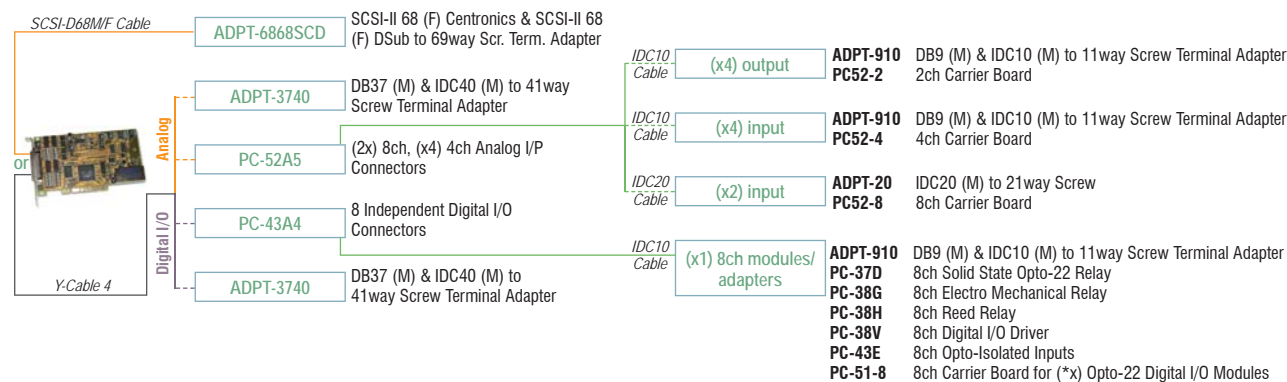 SCSI-D68M/F Cable
ADPT-6868SCD
SCSI-II 68 (F) Centronics & SCSI-II 68
(F) DSub to 69way Scr. Term. Adapter
ADPT-3740
DB37 (M) & IDC40 (M) to 41way
Screw Terminal Adapter
Analog
or
PC-52A5
(2x) 8ch, (x4) 4ch Analog I/P
Connectors
PC-43A4
8 Independent Digital I/O
Connectors
Digital I/O
Y-Cable 4
ADPT-3740
DB37 (M) & IDC40 (M) to
41way Screw Terminal Adapter
IDC10
Cable
(x4) output
ADPT-910 DB9 (M) & IDC10 (M) to 11way Screw Terminal Adapter
PC52-2 2ch Carrier Board
IDC10
Cable
(x4) input
ADPT-910 DB9 (M) & IDC10 (M) to 11way Screw Terminal Adapter
PC52-4 4ch Carrier Board
IDC20
Cable
(x2) input
ADPT-20 IDC20 (M) to 21way Screw
PC52-8 8ch Carrier Board
IDC10
Cable
(x1) 8ch modules/
adapters
ADPT-910 DB9 (M) & IDC10 (M) to 11way Screw Terminal Adapter
PC-37D 8ch Solid State Opto-22 Relay
PC-38G 8ch Electro Mechanical Relay
PC-38H 8ch Reed Relay
PC-38V 8ch Digital I/O Driver
PC-43E 8ch Opto-Isolated Inputs
PC-51-8 8ch Carrier Board for (*x) Opto-22 Digital I/O Modules